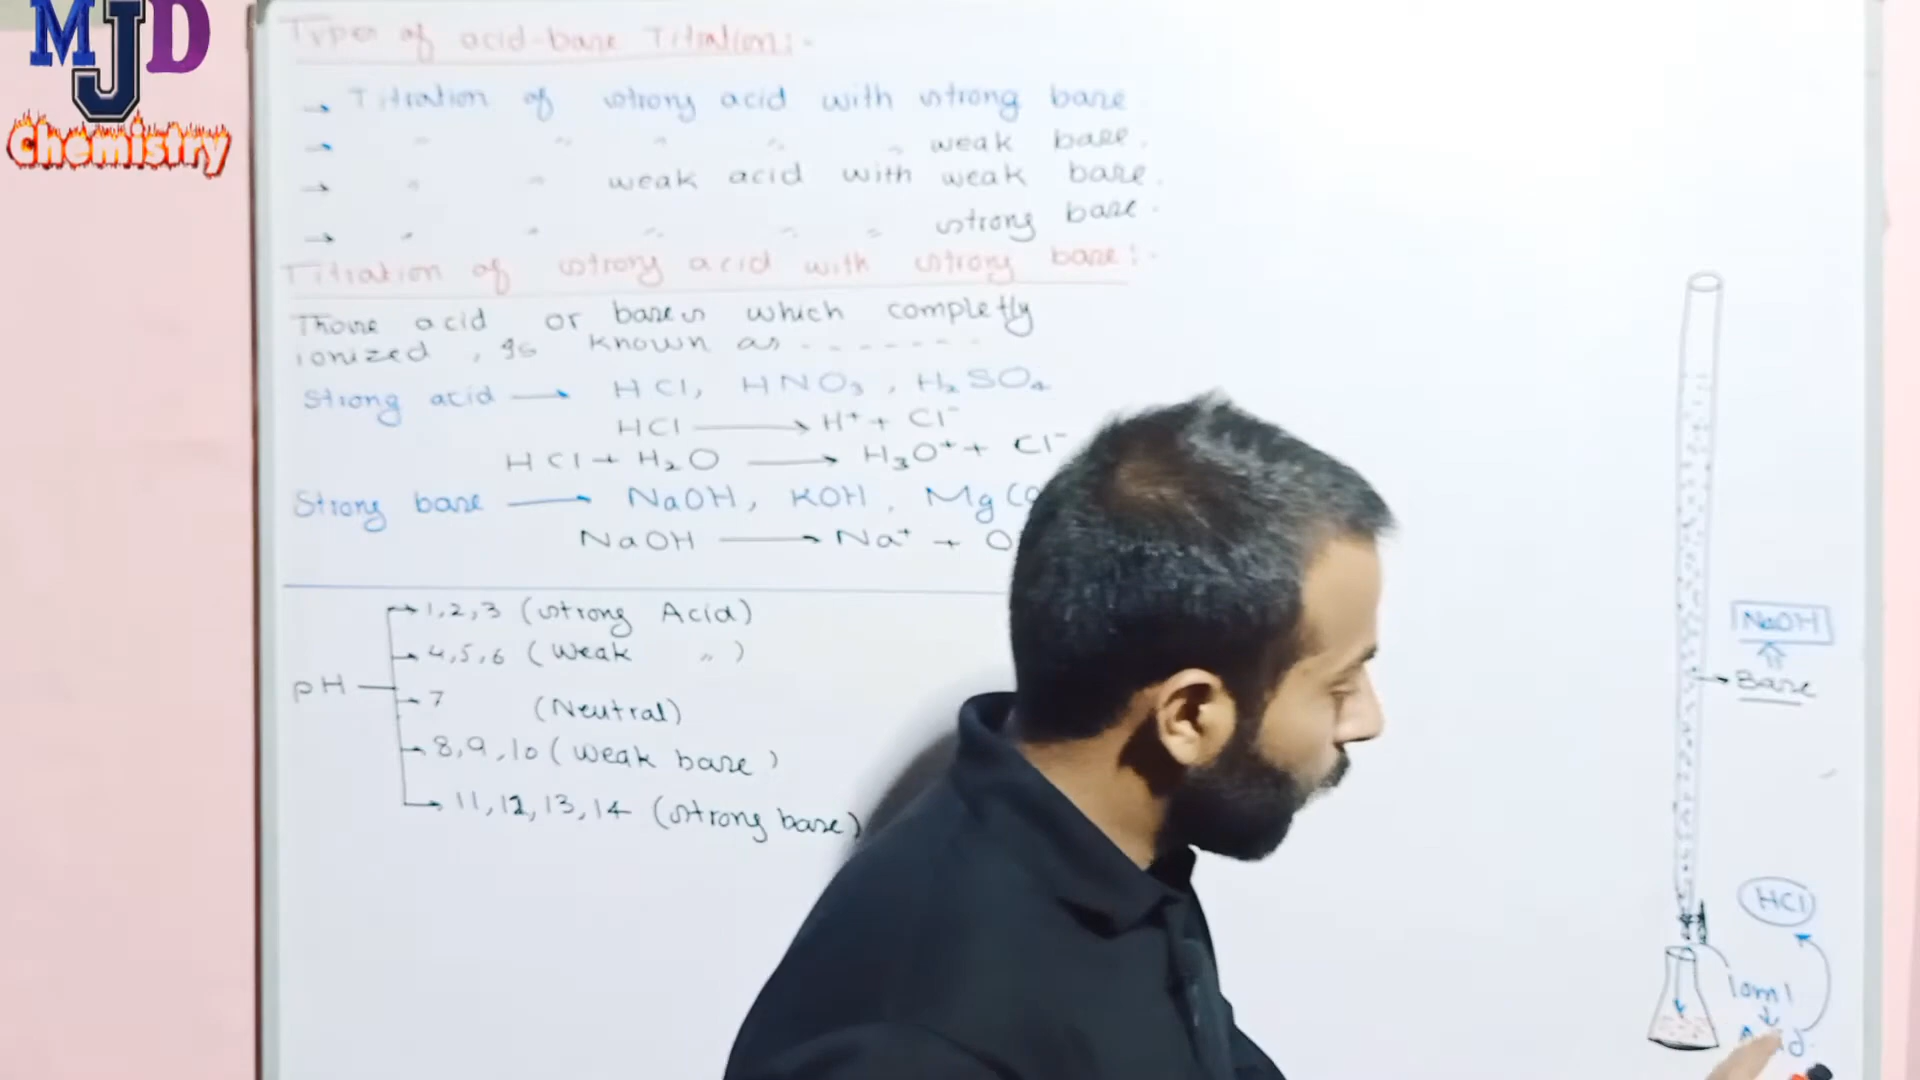 MJD
Chemistry
Types of acid-base Titration:-
→ Titration of strong acid with strong base.
→ " " " " " weak base.
→ " " weak acid with weak base.
→ " " " " " strong base.
Titration of strong acid with strong base:-
Those acid or bases which completly
ionized, is known as - - - - - - -
Strong acid → HCl, HNO₃, H₂SO₄
HCl → H⁺ + Cl⁻
HCl + H₂O → H₃O⁺ + Cl⁻
Strong base → NaOH, KOH, Mg(O
NaOH → Na⁺ + O
pH
1,2,3 (strong Acid)
4,5,6 (Weak " )
7 (Neutral)
8,9,10 (weak base)
11,12,13,14 (strong base)
NaOH
Base
HCl
10ml